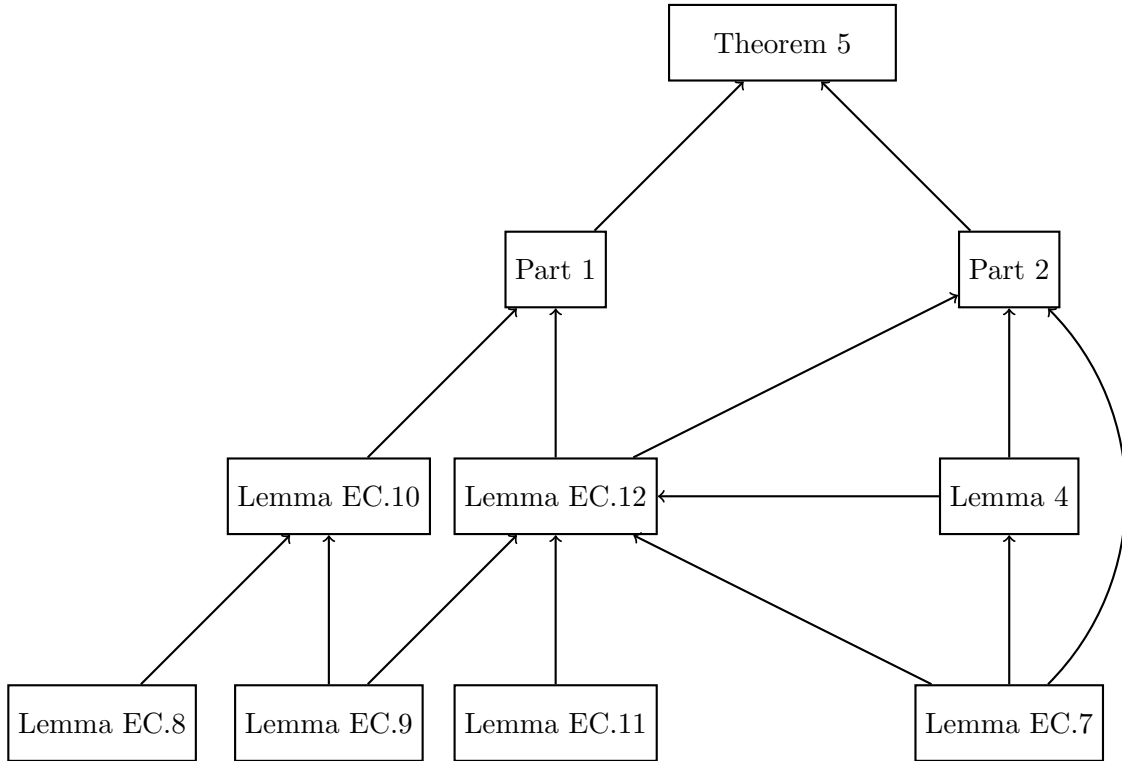 Theorem 5
Part 1
Part 2
Lemma EC.10
Lemma EC.12
Lemma 4
Lemma EC.8
Lemma EC.9
Lemma EC.11
Lemma EC.7